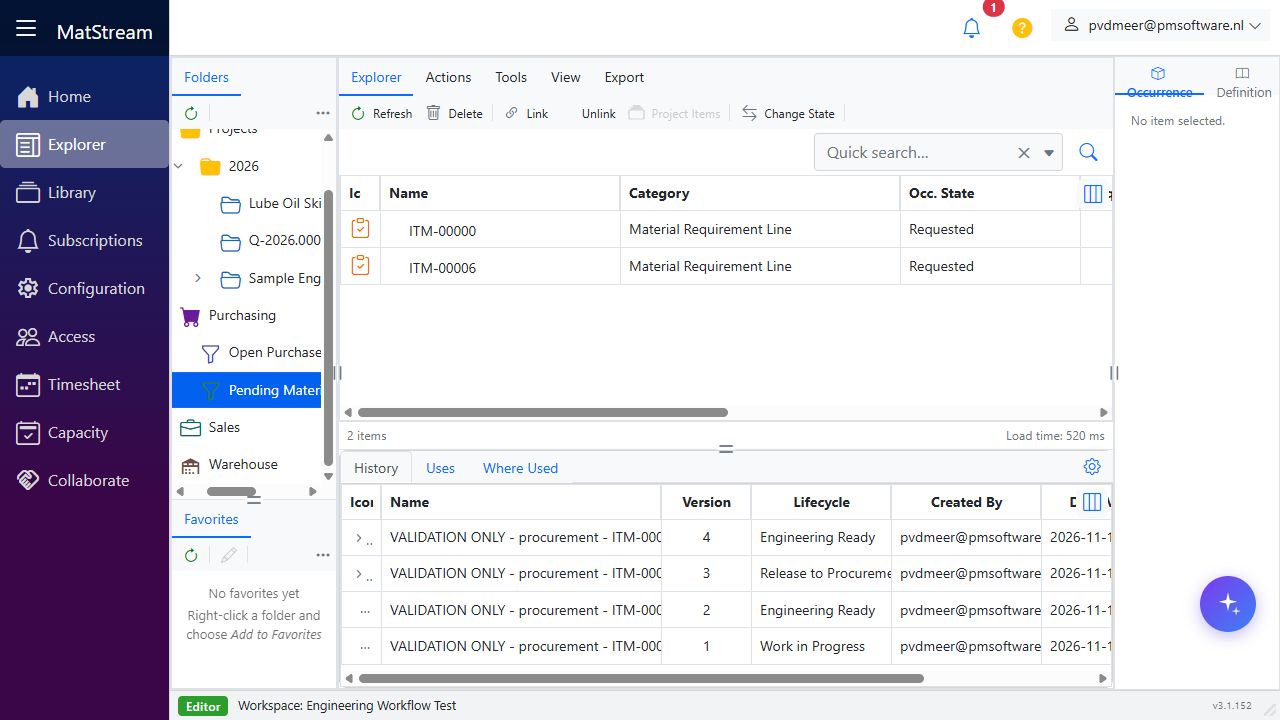 MatStream
1
?
pvdmeer@pmsoftware.nl
Home
Explorer
Library
Subscriptions
Configuration
Access
Timesheet
Capacity
Collaborate
Folders
Projects
2026
Lube Oil Ski
Q-2026.000
Sample Eng
Purchasing
Open Purchase
Pending Materi
Sales
Warehouse
Favorites
No favorites yet
Right-click a folder and
choose Add to Favorites
Explorer Actions Tools View Export
Refresh Delete Link Unlink Project Items Change State
Quick search...
Ic Name Category Occ. State
ITM-00000 Material Requirement Line Requested
ITM-00006 Material Requirement Line Requested
2 items Load time: 520 ms
History Uses Where Used
Icon Name Version Lifecycle Created By D
VALIDATION ONLY - procurement - ITM-000 4 Engineering Ready pvdmeer@pmsoftware 2026-11-1
VALIDATION ONLY - procurement - ITM-000 3 Release to Procureme pvdmeer@pmsoftware 2026-11-1
VALIDATION ONLY - procurement - ITM-000 2 Engineering Ready pvdmeer@pmsoftware 2026-11-1
VALIDATION ONLY - procurement - ITM-000 1 Work in Progress pvdmeer@pmsoftware 2026-11-1
Occurrence Definition
No item selected.
Editor Workspace: Engineering Workflow Test v3.1.152